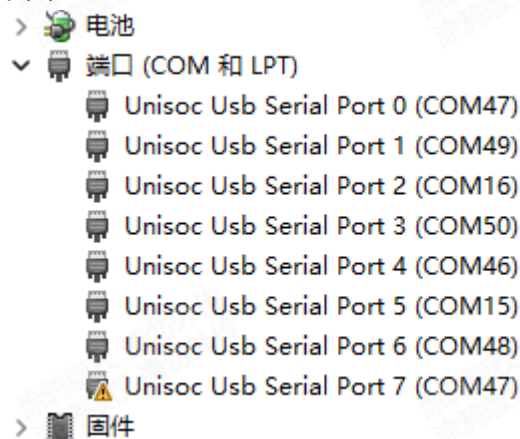 电池
端口 (COM 和 LPT)
Unisoc Usb Serial Port 0 (COM47)
Unisoc Usb Serial Port 1 (COM49)
Unisoc Usb Serial Port 2 (COM16)
Unisoc Usb Serial Port 3 (COM50)
Unisoc Usb Serial Port 4 (COM46)
Unisoc Usb Serial Port 5 (COM15)
Unisoc Usb Serial Port 6 (COM48)
Unisoc Usb Serial Port 7 (COM47)
固件